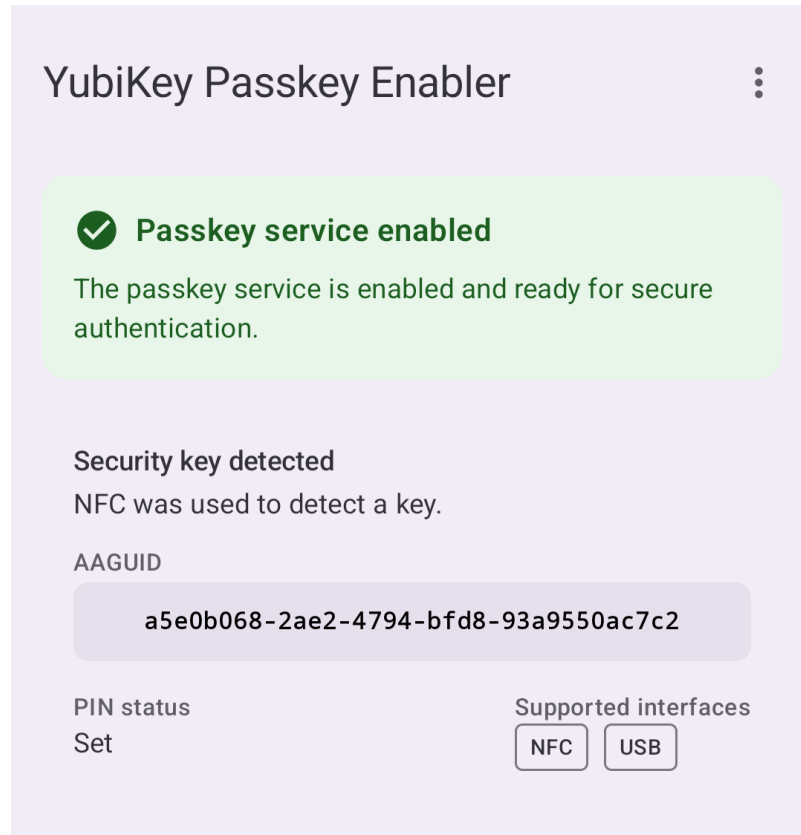 YubiKey Passkey Enabler
Passkey service enabled
The passkey service is enabled and ready for secure
authentication.
Security key detected
NFC was used to detect a key.
AAGUID
a5e0b068-2ae2-4794-bfd8-93a9550ac7c2
PIN status
Set
Supported interfaces
NFC USB